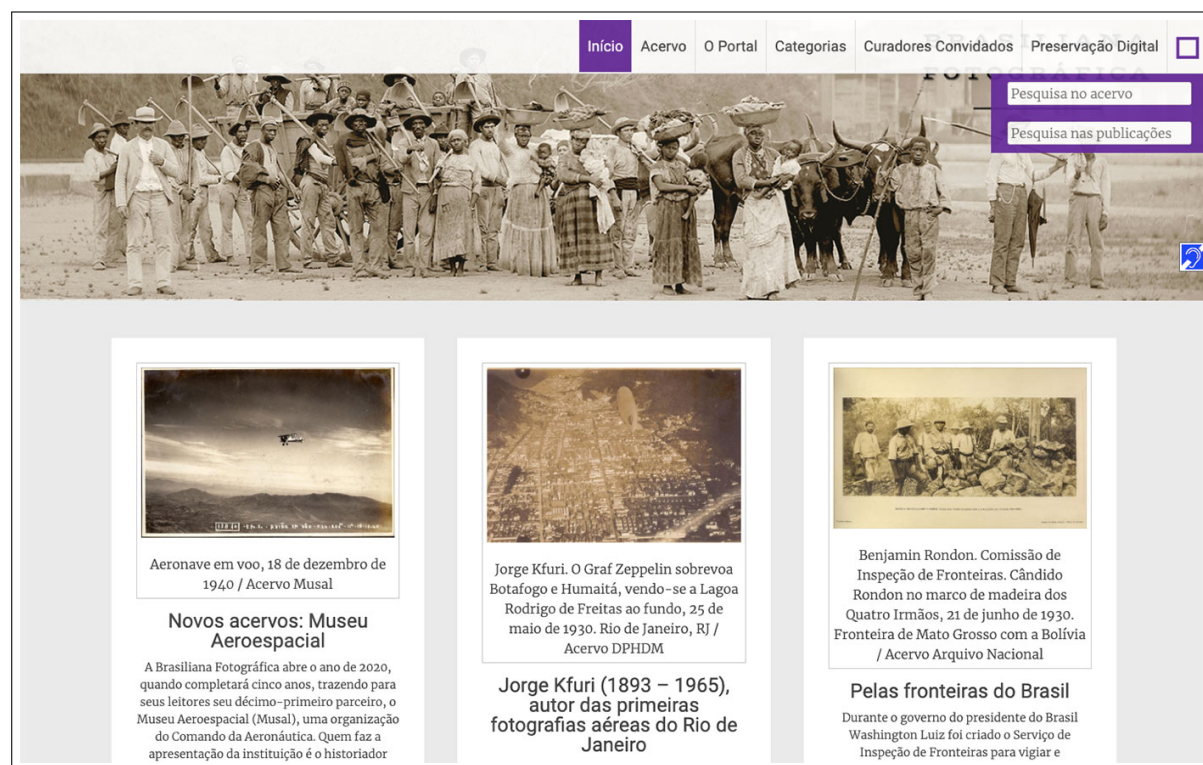 Início Acervo O Portal Categorias Curadores Convidados Preservação Digital
BRASILIANA
FOTOGRÁFICA
Pesquisa no acervo
Pesquisa nas publicações
Aeronave em voo, 18 de dezembro de
1940 / Acervo Musal
Novos acervos: Museu
Aeroespacial
A Brasiliana Fotográfica abre o ano de 2020,
quando completará cinco anos, trazendo para
seus leitores seu décimo-primeiro parceiro, o
Museu Aeroespacial (Musal), uma organização
do Comando da Aeronáutica. Quem faz a
apresentação da instituição é o historiador
Jorge Kfuri. O Graf Zeppelin sobrevoa
Botafogo e Humaitá, vendo-se a Lagoa
Rodrigo de Freitas ao fundo, 25 de
maio de 1930. Rio de Janeiro, RJ /
Acervo DPHDM
Jorge Kfuri (1893 – 1965),
autor das primeiras
fotografias aéreas do Rio de
Janeiro
Benjamin Rondon. Comissão de
Inspeção de Fronteiras. Cândido
Rondon no marco de madeira dos
Quatro Irmãos, 21 de junho de 1930.
Fronteira de Mato Grosso com a Bolívia
/ Acervo Arquivo Nacional
Pelas fronteiras do Brasil
Durante o governo do presidente do Brasil
Washington Luiz foi criado o Serviço de
Inspeção de Fronteiras para vigiar e